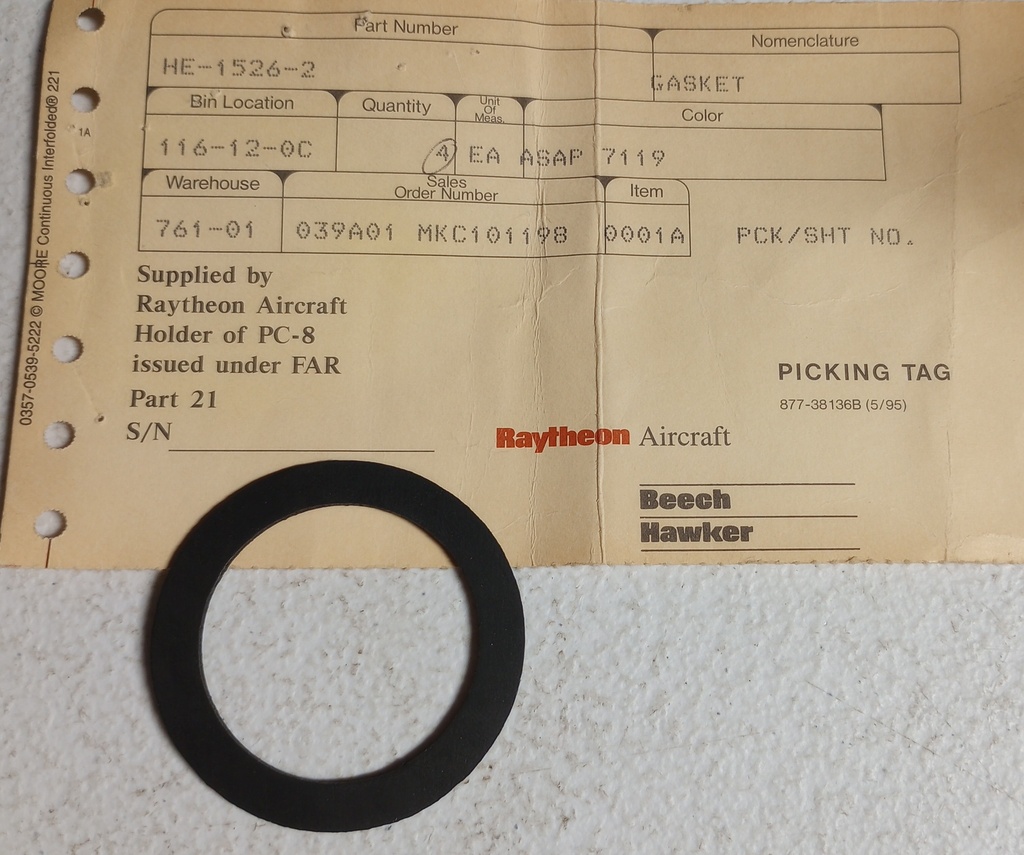 Part Number
Nomenclature
HE-1526-2
GASKET
Bin Location
Quantity
Unit
Of
Meas.
Color
116-12-0C
4 EA ASAP 7119
Warehouse
Sales
Order Number
Item
761-01
039A01 MKC101198 0001A
PCK/SHT NO.
Supplied by
Raytheon Aircraft
Holder of PC-8
issued under FAR
Part 21
S/N
PICKING TAG
877-38136B (5/95)
Raytheon Aircraft
Beech
Hawker
0357-0539-5222 © MOORE Continuous Interfolded® 221
1A